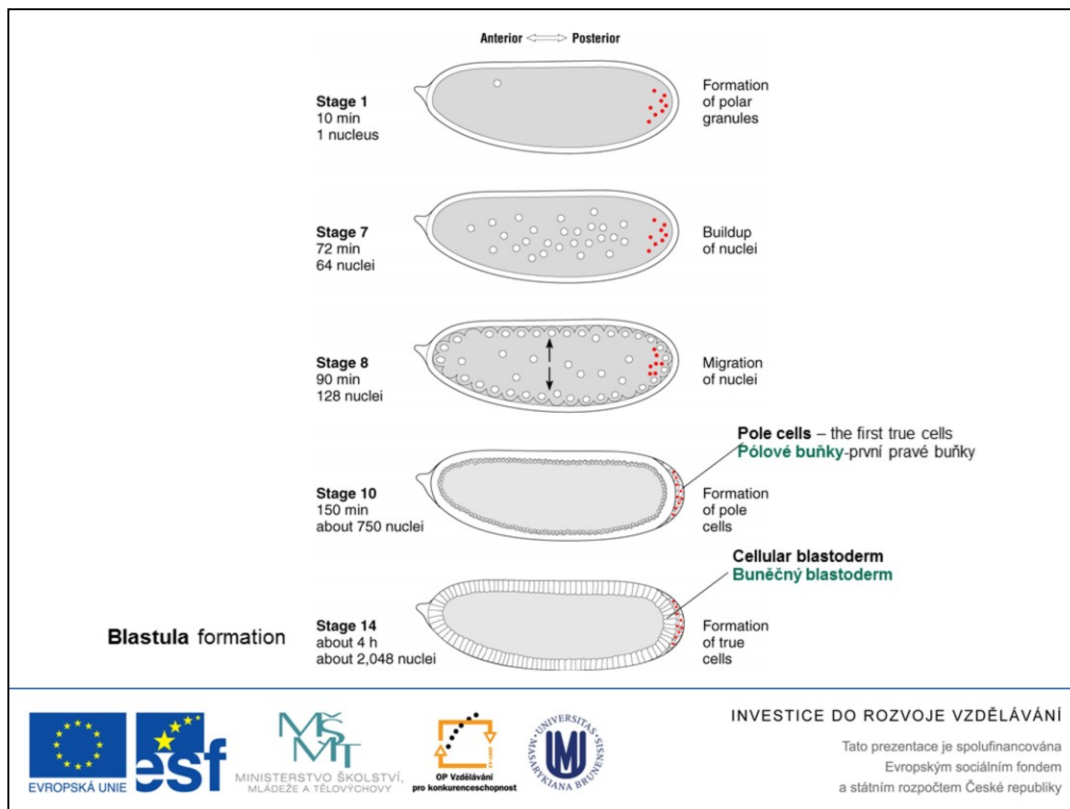 Anterior Posterior
Stage 1
10 min
1 nucleus
Formation
of polar
granules
Stage 7
72 min
64 nuclei
Buildup
of nuclei
Stage 8
90 min
128 nuclei
Migration
of nuclei
Pole cells – the first true cells
Pólové buňky-první pravé buňky
Stage 10
150 min
about 750 nuclei
Formation
of pole
cells
Cellular blastoderm
Buněčný blastoderm
Blastula formation
Stage 14
about 4 h
about 2,048 nuclei
Formation
of true
cells
EVROPSKÁ UNIE
esf
MŠMT
MINISTERSTVO ŠKOLSTVÍ,
MLÁDEŽE A TĚLOVÝCHOVY
OP Vzdělávání
pro konkurenceschopnost
UNIVERSITAS MASARYKIANA BRUNENSIS
INVESTICE DO ROZVOJE VZDĚLÁVÁNÍ
Tato prezentace je spolufinancována
Evropským sociálním fondem
a státním rozpočtem České republiky